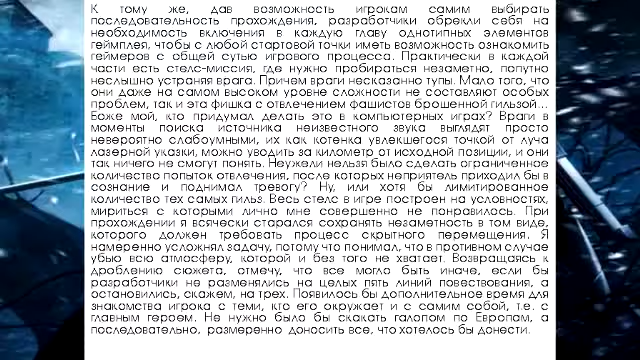 К тому же, дав возможность игрокам самим выбирать
последовательность прохождения, разработчики обрекли себя на
необходимость включения в каждую главу однотипных элементов
геймплея, чтобы с любой стартовой точки иметь возможность ознакомить
геймеров с общей сутью игрового процесса. Практически в каждой
части есть стелс-миссия, где нужно пробираться незаметно, попутно
неслышно устраняя врага. Причем враги несказанно тупы. Мало того, что
они даже на самом высоком уровне сложности не составляют особых
проблем, так и эта фишка с отвлечением фашистов брошенной гильзой...
Боже мой, кто придумал делать это в компьютерных играх? Враги в
моменты поиска источника неизвестного звука выглядят просто
невероятно слабоумными, их как котенка увлекшегося точкой от луча
лазерной указки, можно уводить за километр от исходной позиции, и они
так ничего не смогут понять. Неужели нельзя было сделать ограниченное
количество попыток отвлечения, после которых неприятель приходил бы в
сознание и поднимал тревогу? Ну, или хотя бы лимитированное
количество тех самых гильз. Весь стелс в игре построен на условностях,
мириться с которыми лично мне совершенно не понравилось. При
прохождении я всячески старался сохранять незаметность в том виде,
которого должен требовать процесс скрытного перемещения. Я
намеренно усложнял задачу, потому что понимал, что в противном случае
убью всю атмосферу, которой и без того не хватает. Возвращаясь к
дроблению сюжета, отмечу, что все могло быть иначе, если бы
разработчики не разменялись на целых пять линий повествования, а
остановились, скажем, на трех. Появилось бы дополнительное время для
знакомства игрока с теми, кто его окружает и с самим собой, т.е. с
главным героем. Не нужно было бы скакать галопом по Европам, а
последовательно, размеренно доносить все, что хотелось бы донести.